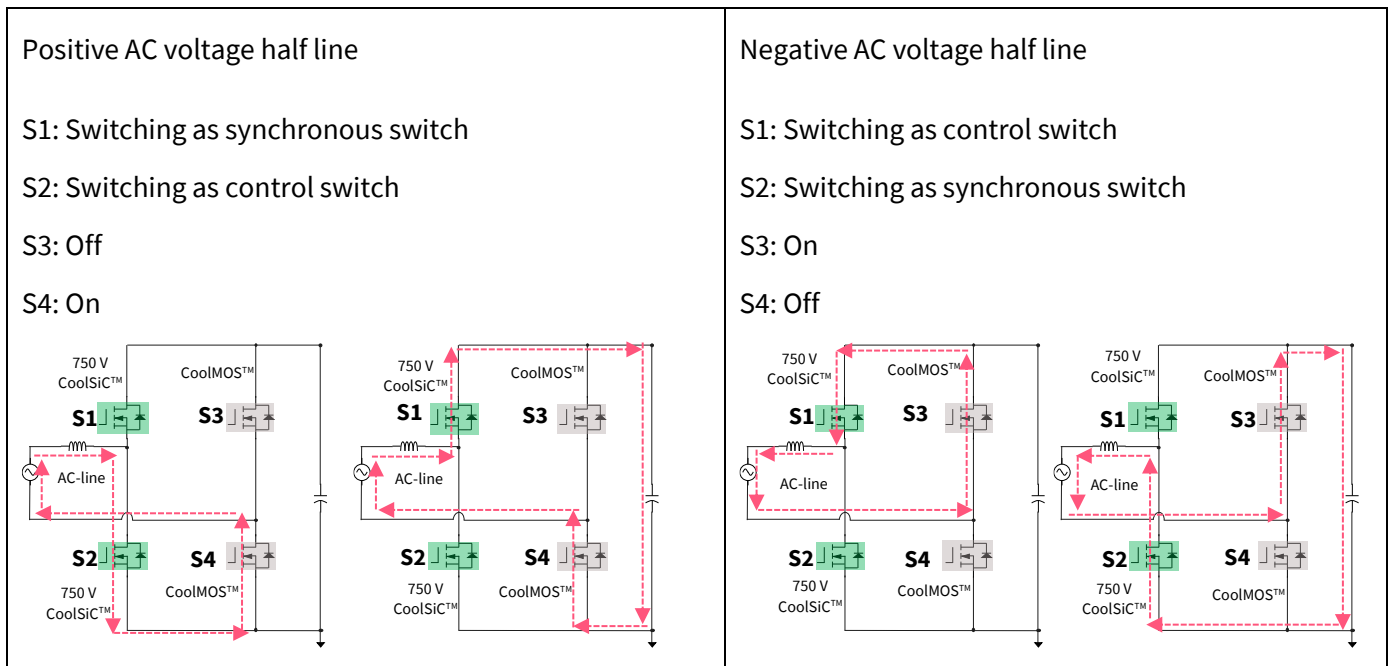 Positive AC voltage half line
S1: Switching as synchronous switch
S2: Switching as control switch
S3: Off
S4: On
750 V
CoolSiC™
CoolMOS™
S1
S3
AC-line
S2
S4
750 V
CoolSiC™
CoolMOS™
750 V
CoolSiC™
CoolMOS™
S1
S3
AC-line
S2
S4
750 V
CoolSiC™
CoolMOS™
Negative AC voltage half line
S1: Switching as control switch
S2: Switching as synchronous switch
S3: On
S4: Off
750 V
CoolSiC™
CoolMOS™
S1
S3
AC-line
S2
S4
750 V
CoolSiC™
CoolMOS™
750 V
CoolSiC™
CoolMOS™
S1
S3
AC-line
S2
S4
750 V
CoolSiC™
CoolMOS™